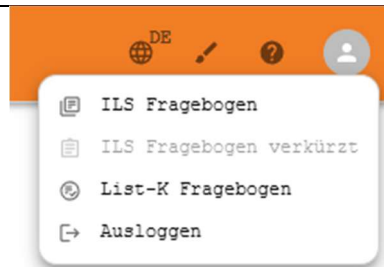 DE
ILS Fragebogen
ILS Fragebogen verkürzt
List-K Fragebogen
Ausloggen